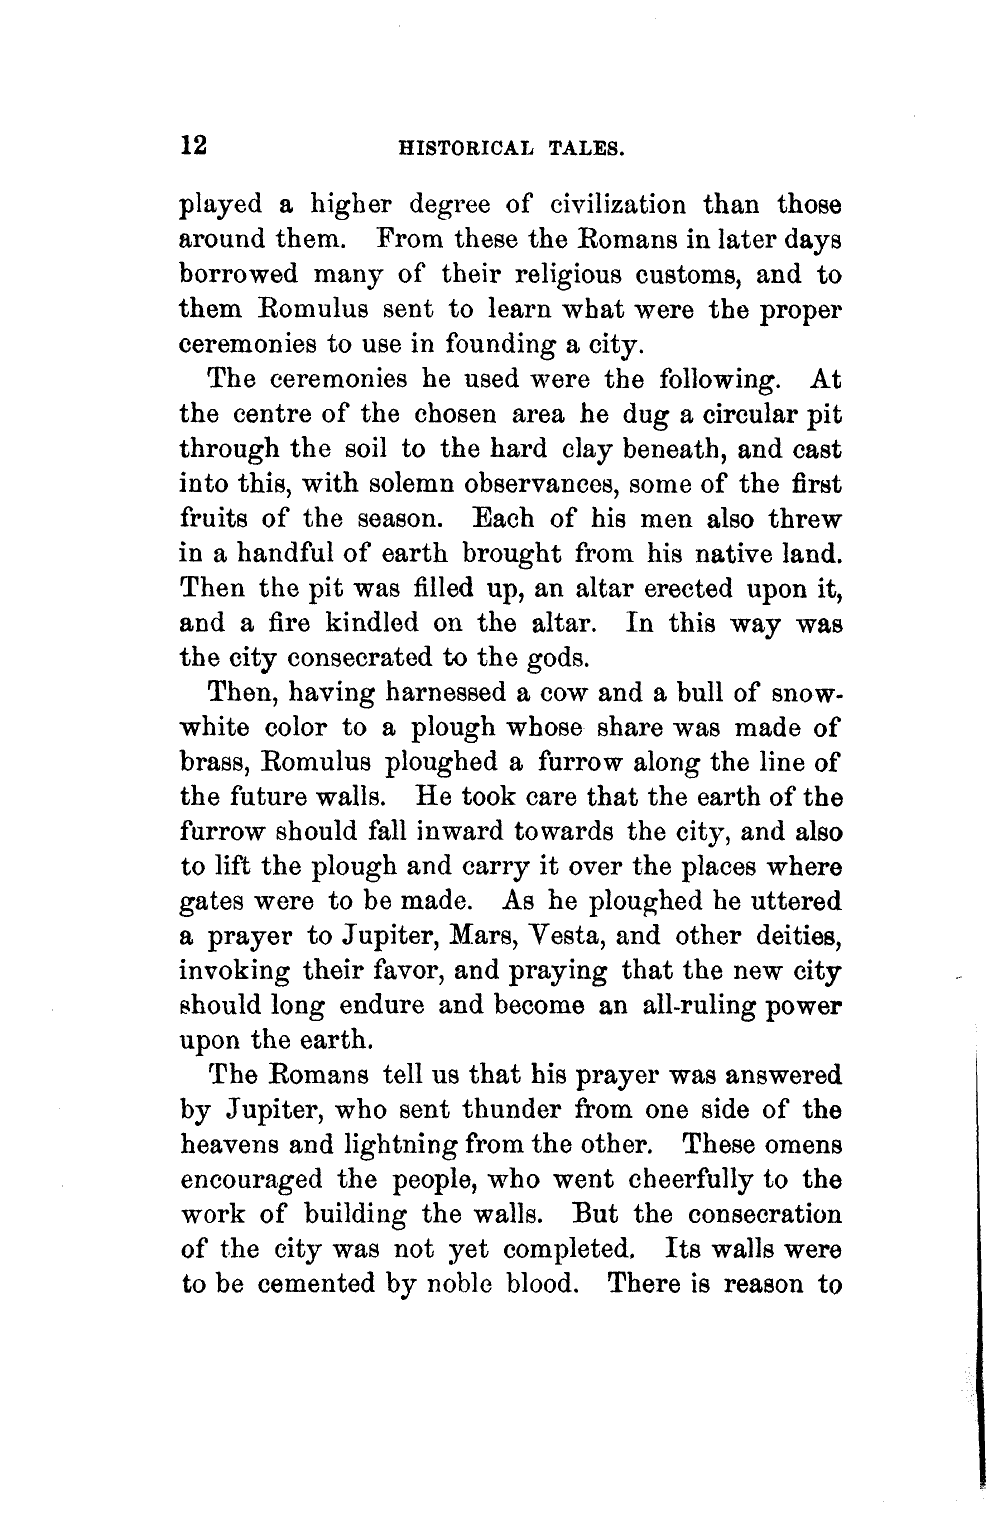 12 HISTORICAL TALES.
played a higher degree of civilization than those
around them. From these the Romans in later days
borrowed many of their religious customs, and to
them Romulus sent to learn what were the proper
ceremonies to use in founding a city.
The ceremonies he used were the following. At
the centre of the chosen area he dug a circular pit
through the soil to the hard clay beneath, and cast
into this, with solemn observances, some of the first
fruits of the season. Each of his men also threw
in a handful of earth brought from his native land.
Then the pit was filled up, an altar erected upon it,
and a fire kindled on the altar. In this way was
the city consecrated to the gods.
Then, having harnessed a cow and a bull of snow-
white color to a plough whose share was made of
brass, Romulus ploughed a furrow along the line of
the future walls. He took care that the earth of the
furrow should fall inward towards the city, and also
to lift the plough and carry it over the places where
gates were to be made. As he ploughed he uttered
a prayer to Jupiter, Mars, Vesta, and other deities,
invoking their favor, and praying that the new city
should long endure and become an all-ruling power
upon the earth.
The Romans tell us that his prayer was answered
by Jupiter, who sent thunder from one side of the
heavens and lightning from the other. These omens
encouraged the people, who went cheerfully to the
work of building the walls. But the consecration
of the city was not yet completed. Its walls were
to be cemented by noble blood. There is reason to